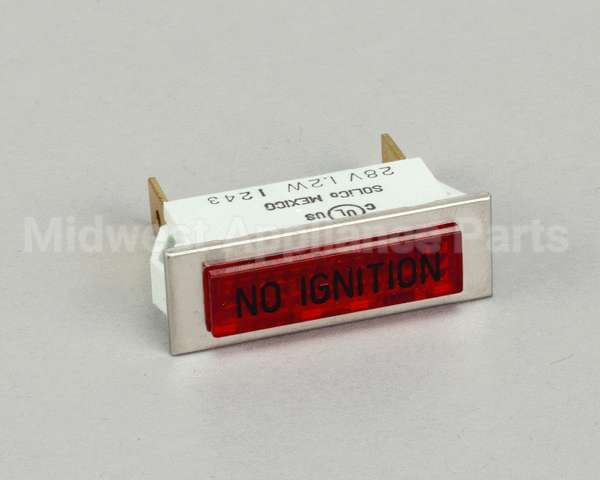 28V 1.2W 1243
SOLICO MEXICO
C UL US
Midwest Appliance Parts
NO IGNITION